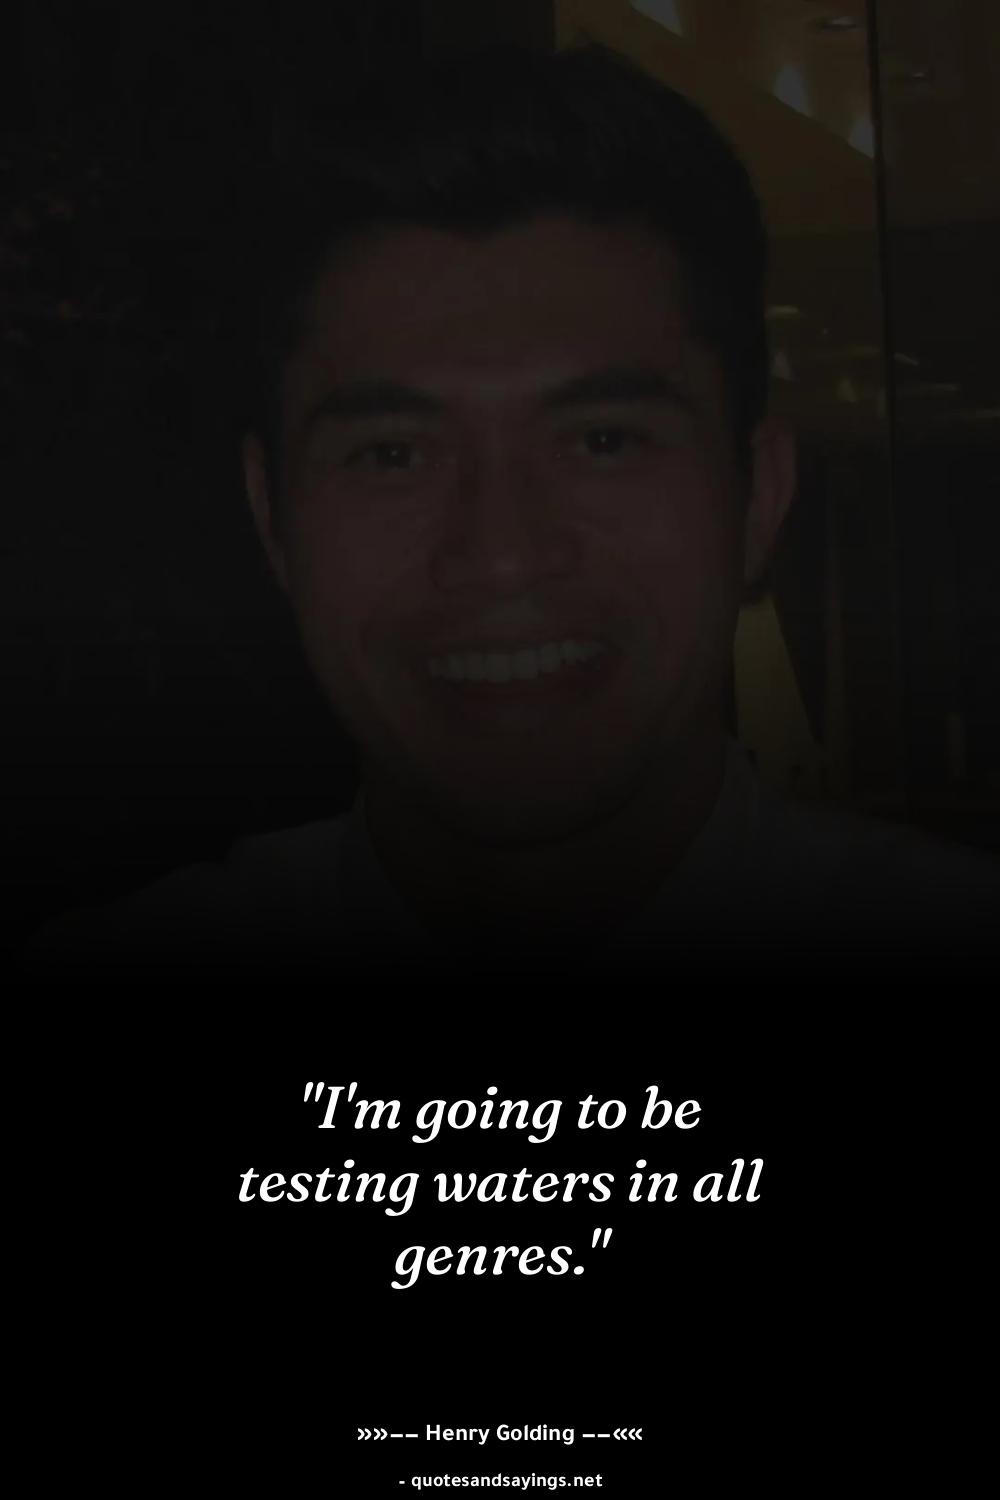 "I'm going to be
testing waters in all
genres."
»»−− Henry Golding −−««
- quotesandsayings.net